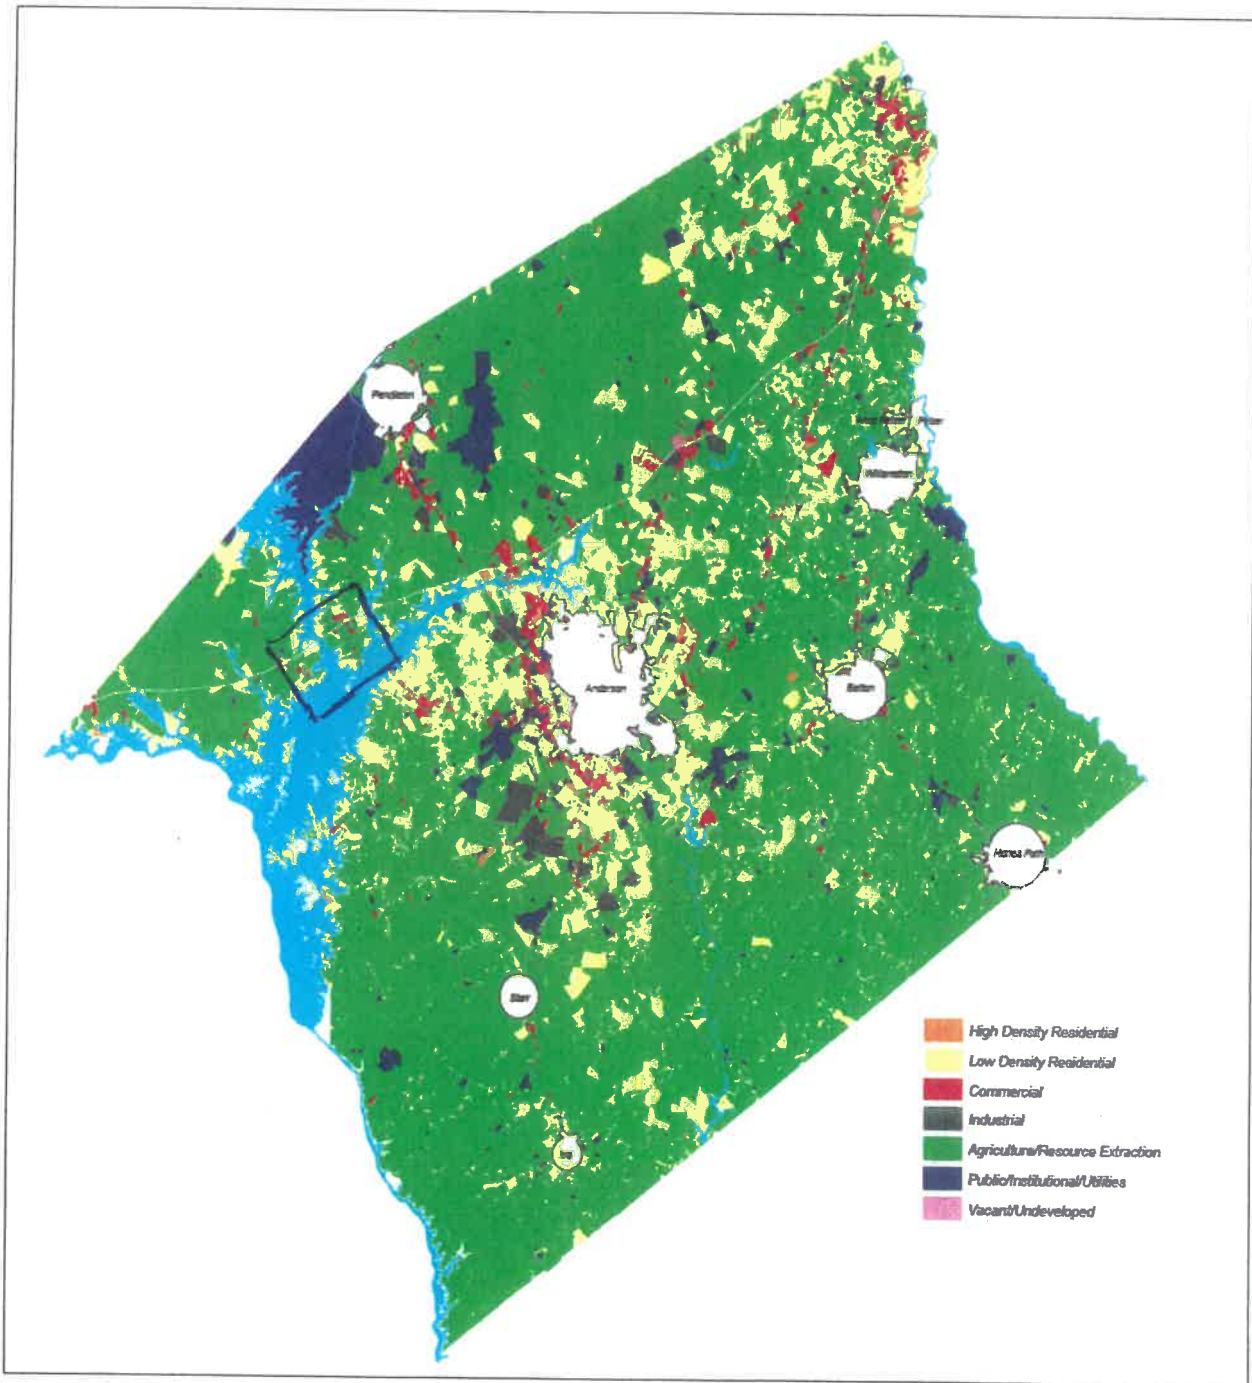 Pendleton
Williamston
Anderson
Belton
Honea Path
Starr
Iva
High Density Residential
Low Density Residential
Commercial
Industrial
Agriculture/Resource Extraction
Public/Institutional/Utilities
Vacant/Undeveloped